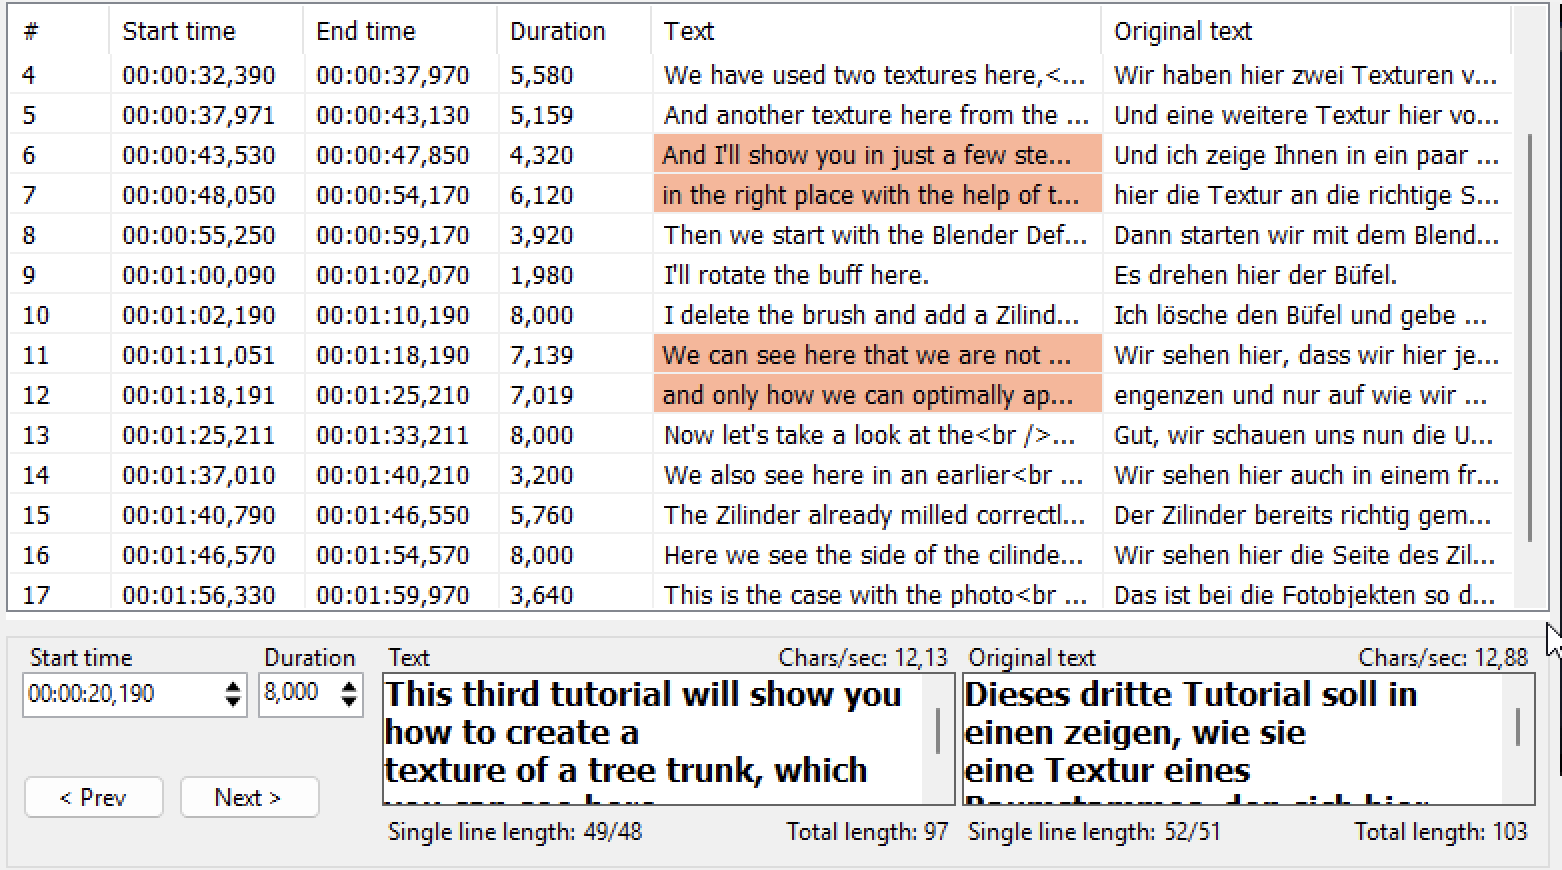 # Start time End time Duration Text Original text
4 00:00:32,390 00:00:37,970 5,580 We have used two textures here,<... Wir haben hier zwei Texturen v...
5 00:00:37,971 00:00:43,130 5,159 And another texture here from the ... Und eine weitere Textur hier vo...
6 00:00:43,530 00:00:47,850 4,320 And I'll show you in just a few ste... Und ich zeige Ihnen in ein paar ...
7 00:00:48,050 00:00:54,170 6,120 in the right place with the help of t... hier die Textur an die richtige S...
8 00:00:55,250 00:00:59,170 3,920 Then we start with the Blender Def... Dann starten wir mit dem Blend...
9 00:01:00,090 00:01:02,070 1,980 I'll rotate the buff here. Es drehen hier der Büfel.
10 00:01:02,190 00:01:10,190 8,000 I delete the brush and add a Zilind... Ich lösche den Büfel und gebe ...
11 00:01:11,051 00:01:18,190 7,139 We can see here that we are not ... Wir sehen hier, dass wir hier je...
12 00:01:18,191 00:01:25,210 7,019 and only how we can optimally ap... engenzen und nur auf wie wir ...
13 00:01:25,211 00:01:33,211 8,000 Now let's take a look at the<br />... Gut, wir schauen uns nun die U...
14 00:01:37,010 00:01:40,210 3,200 We also see here in an earlier<br ... Wir sehen hier auch in einem fr...
15 00:01:40,790 00:01:46,550 5,760 The Zilinder already milled correctl... Der Zilinder bereits richtig gem...
16 00:01:46,570 00:01:54,570 8,000 Here we see the side of the cilinde... Wir sehen hier die Seite des Zil...
17 00:01:56,330 00:01:59,970 3,640 This is the case with the photo<br ... Das ist bei die Fotobjekten so d...
Start time Duration Text Chars/sec: 12,13 Original text Chars/sec: 12,88
00:00:20,190 8,000
This third tutorial will show you
how to create a
texture of a tree trunk, which
you can see here
Dieses dritte Tutorial soll in
einen zeigen, wie sie
eine Textur eines
Baumstammes, den sich hier
< Prev Next >
Single line length: 49/48 Total length: 97 Single line length: 52/51 Total length: 103